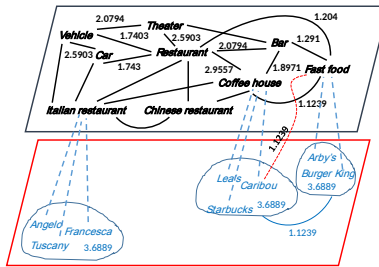 2.0794
Theater
1.204
Vehicle
1.7403
2.5903
Bar
1.291
2.5903
Car
Restaurant
2.0794
1.743
2.9557
1.8971
Fast food
Coffee house
Italian restaurant
Chinese restaurant
1.1239
1.1239
Arby's
Leals
Burger King
Caribou
3.6889
Angelo
Starbucks
3.6889
Francesca
Tuscany
3.6889
1.1239